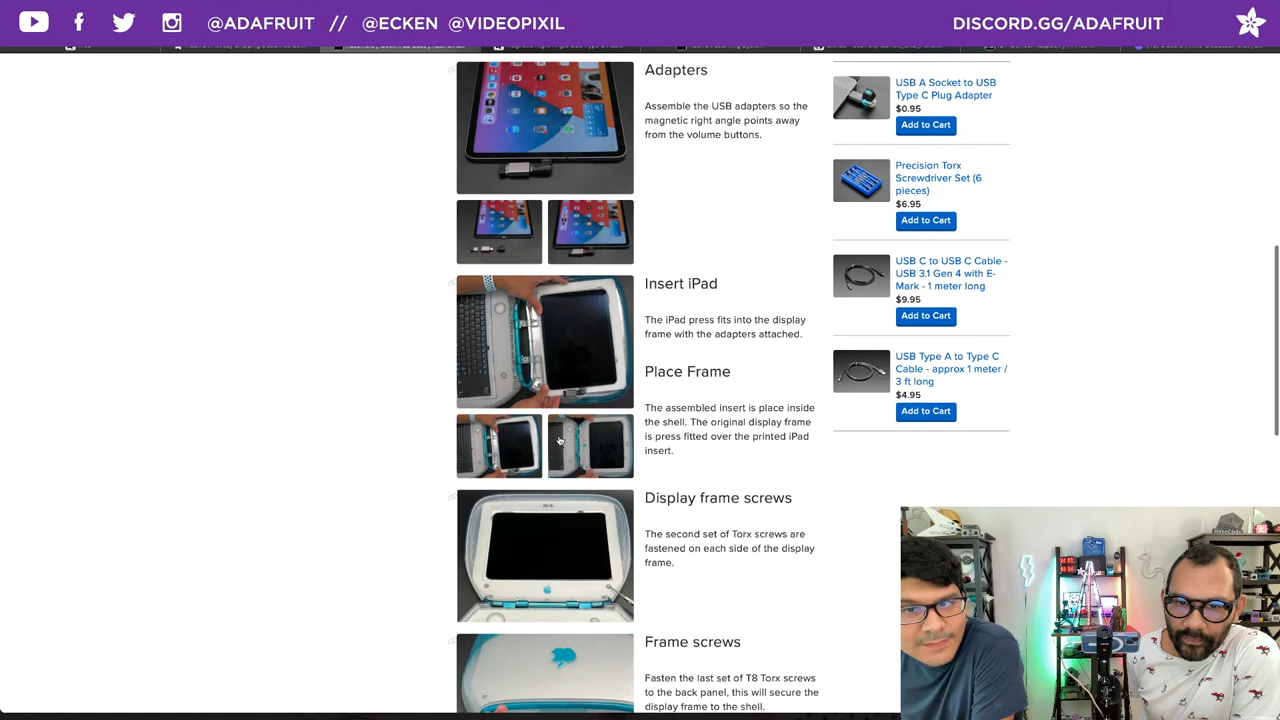 @ADAFRUIT // @ECKEN @VIDEOPIXIL
DISCORD.GG/ADAFRUIT
Adapters
Assemble the USB adapters so the
magnetic right angle points away
from the volume buttons.
Insert iPad
The iPad press fits into the display
frame with the adapters attached.
Place Frame
The assembled insert is place inside
the shell. The original display frame
is press fitted over the printed iPad
insert.
Display frame screws
The second set of Torx screws are
fastened on each side of the display
frame.
Frame screws
Fasten the last set of T8 Torx screws
to the back panel, this will secure the
display frame to the shell.
USB A Socket to USB
Type C Plug Adapter
$0.95
Add to Cart
Precision Torx
Screwdriver Set (6
pieces)
$6.95
Add to Cart
USB C to USB C Cable -
USB 3.1 Gen 4 with E-
Mark - 1 meter long
$9.95
Add to Cart
USB Type A to Type C
Cable - approx 1 meter /
3 ft long
$4.95
Add to Cart